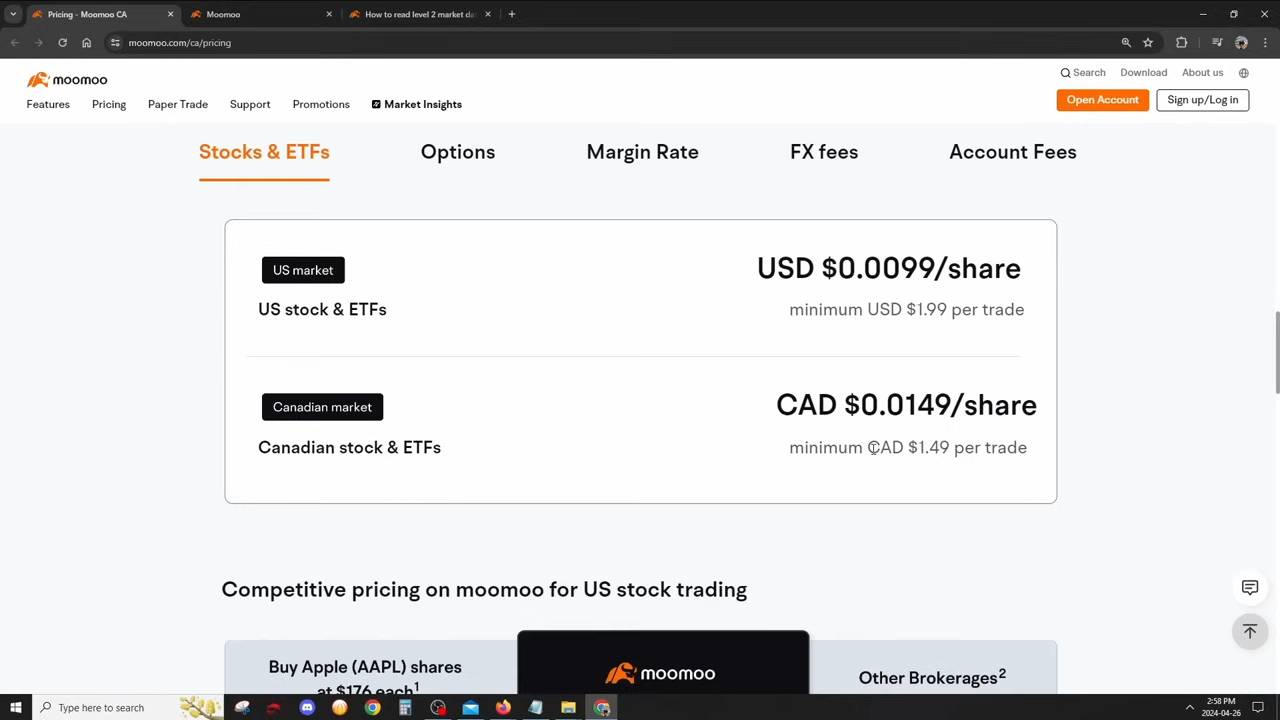 Pricing - Moomoo CA
Moomoo
How to read level 2 market da
moomoo.com/ca/pricing
moomoo
Search
Download
About us
Features
Pricing
Paper Trade
Support
Promotions
Market Insights
Open Account
Sign up/Log in
Stocks & ETFs
Options
Margin Rate
FX fees
Account Fees
US market
USD $0.0099/share
US stock & ETFs
minimum USD $1.99 per trade
Canadian market
CAD $0.0149/share
Canadian stock & ETFs
minimum CAD $1.49 per trade
Competitive pricing on moomoo for US stock trading
Buy Apple (AAPL) shares
at $176 each1
moomoo
Other Brokerages2
Type here to search
2:58 PM
2024-04-26